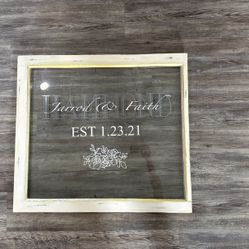 Jarrod & Faith
EST 1.23.21